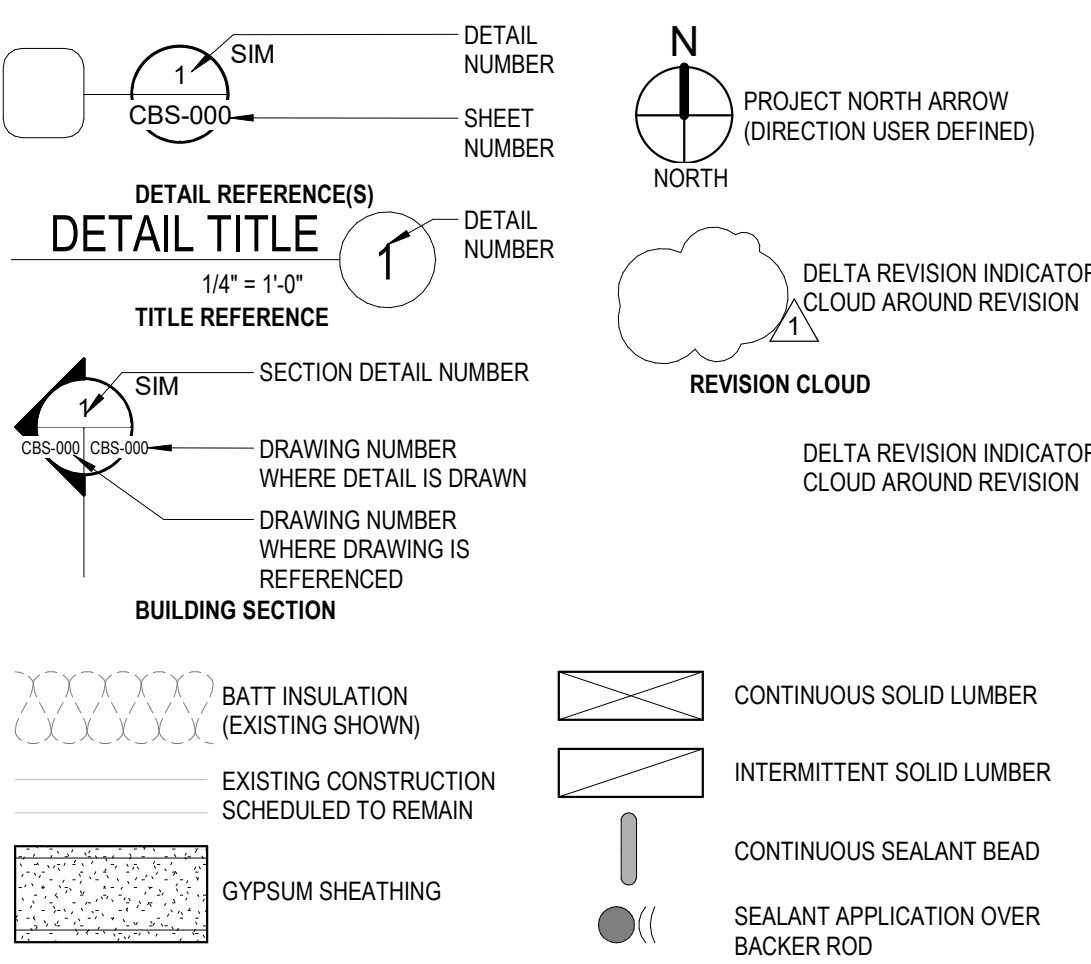 1
SIM
CBS-000
DETAIL
NUMBER
SHEET
NUMBER
DETAIL REFERENCE(S)
DETAIL TITLE
1
1/4" = 1'-0"
DETAIL
NUMBER
TITLE REFERENCE
1
SIM
CBS-000
CBS-000
SECTION DETAIL NUMBER
DRAWING NUMBER
WHERE DETAIL IS DRAWN
DRAWING NUMBER
WHERE DRAWING IS
REFERENCED
BUILDING SECTION
N
NORTH
PROJECT NORTH ARROW
(DIRECTION USER DEFINED)
DELTA REVISION INDICATOR
CLOUD AROUND REVISION
1
REVISION CLOUD
DELTA REVISION INDICATOR
CLOUD AROUND REVISION
BATT INSULATION
(EXISTING SHOWN)
EXISTING CONSTRUCTION
SCHEDULED TO REMAIN
GYPSUM SHEATHING
CONTINUOUS SOLID LUMBER
INTERMITTENT SOLID LUMBER
CONTINUOUS SEALANT BEAD
SEALANT APPLICATION OVER
BACKER ROD